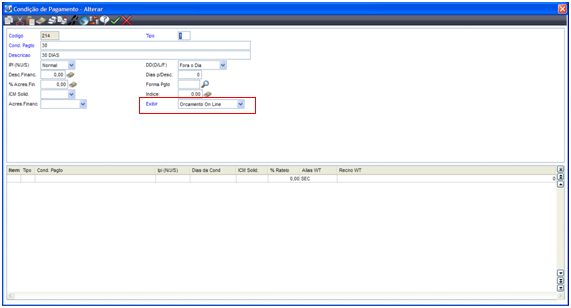 Condição de Pagamento - Alterar
Codigo 214 Tipo 1
Cond. Pagto 30
Descricao 30 DIAS
IPI (N/J/S) Normal DD(D/L/F) Fora o Dia
Desc.Financ. 0,00 Dias p/Desc. 0
% Acres.Fin. 0,00 Forma Pgto
ICM Solid. Indice: 0.00
Acres.Financ Exibir Orcamento On Line
Item Tipo Cond. Pagto Ipi (N/J/S) Dias da Cond ICM Solid. % Rateio Alias WT Recno WT
0,00 SEC 0